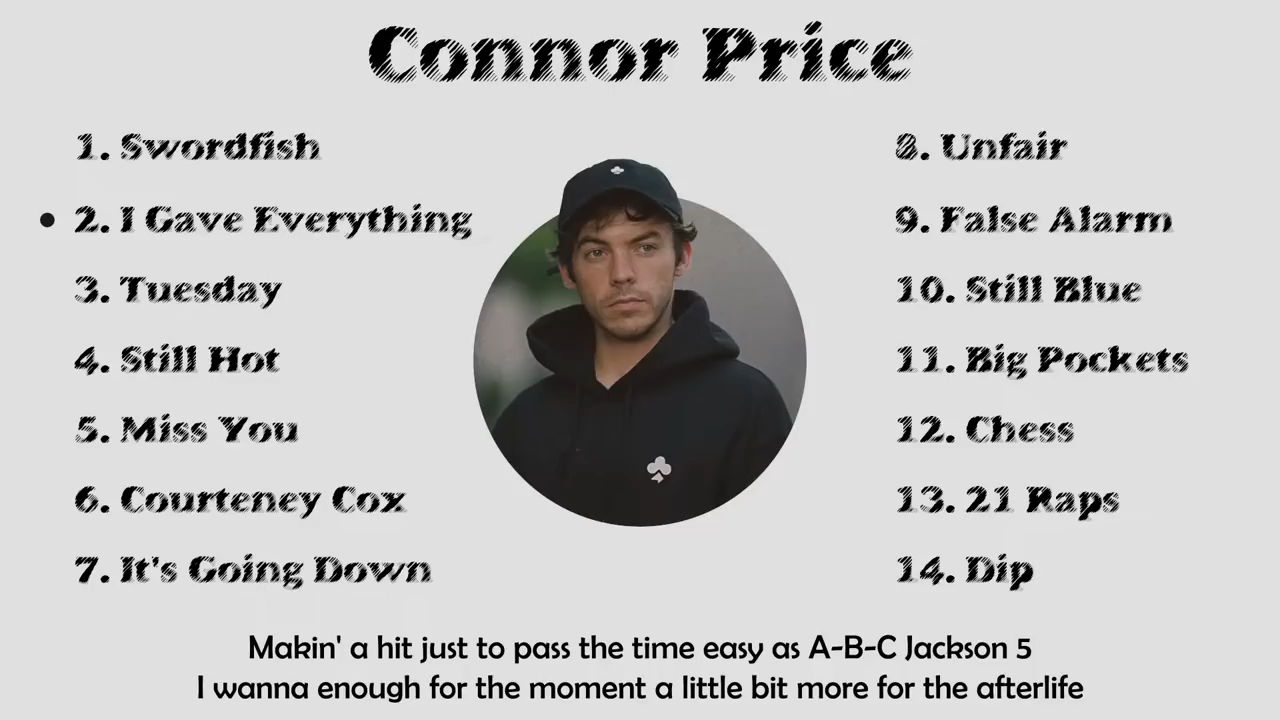 Connor Price
1. Swordfish
• 2. I Gave Everything
3. Tuesday
4. Still Hot
5. Miss You
6. Courteney Cox
7. It's Going Down
8. Unfair
9. False Alarm
10. Still Blue
11. Big Pockets
12. Chess
13. 21 Raps
14. Dip
Makin' a hit just to pass the time easy as A-B-C Jackson 5
I wanna enough for the moment a little bit more for the afterlife